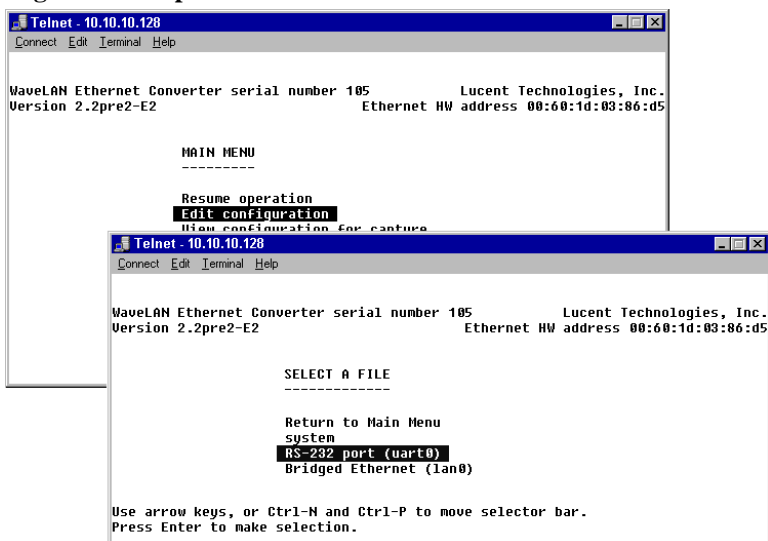 Telnet - 10.10.10.128
Connect Edit Terminal Help
WaveLAN Ethernet Converter serial number 105 Lucent Technologies, Inc.
Version 2.2pre2-E2 Ethernet HW address 00:60:1d:03:86:d5
MAIN MENU
---------
Resume operation
Edit configuration
View configuration for capture
Telnet - 10.10.10.128
Connect Edit Terminal Help
WaveLAN Ethernet Converter serial number 105 Lucent Technologies, Inc.
Version 2.2pre2-E2 Ethernet HW address 00:60:1d:03:86:d5
SELECT A FILE
-------------
Return to Main Menu
system
RS-232 port (uart0)
Bridged Ethernet (lan0)
Use arrow keys, or Ctrl-N and Ctrl-P to move selector bar.
Press Enter to make selection.